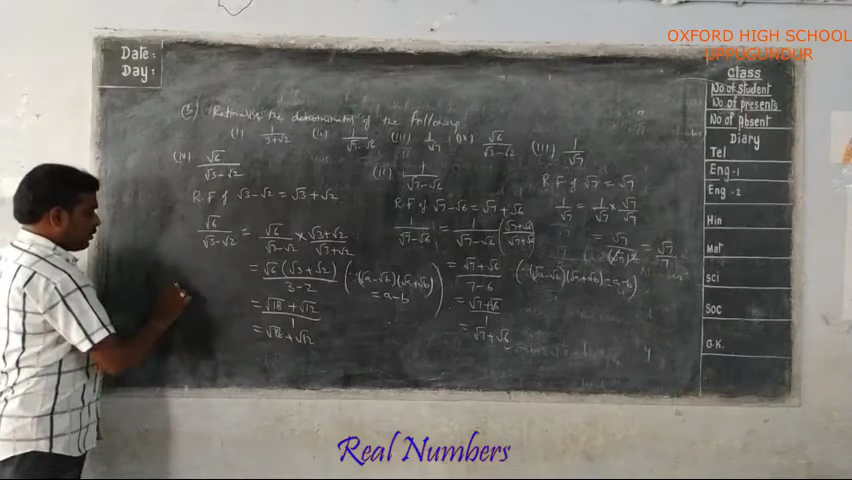 OXFORD HIGH SCHOOL
UPPUGUNDUR
Date:
Day:
Rationalise the denominator of the following
(i) 1/(3+√2) (ii) 1/(√7-√6) (iii) 1/√7 (iv) √6/(√3-√2)
(iv) √6/(√3-√2)
R.F of √3-√2 = √3+√2
√6/(√3-√2) = √6/(√3-√2) × (√3+√2)/(√3+√2)
= √6(√3+√2)/(3-2) (∵(√a-√b)(√a+√b) = a-b)
= (√18+√12)/1
= √18+√12
(ii) 1/(√7-√6)
R.F of √7-√6 = √7+√6
1/(√7-√6) = 1/(√7-√6) (√7+√6)/(√7+√6)
= (√7+√6)/(7-6) (∵(√a-√b)(√a+√b)=a-b)
= (√7+√6)/1
= √7+√6
(iii) 1/√7
R.F of √7 = √7
1/√7 = 1/√7 × √7/√7
= √7/(√7)² = √7/7
Class
No of student
No of presents
No of absent
Diary
Tel
Eng-1
Eng-2
Hin
Mat
Sci
Soc
G.K.
Real Numbers